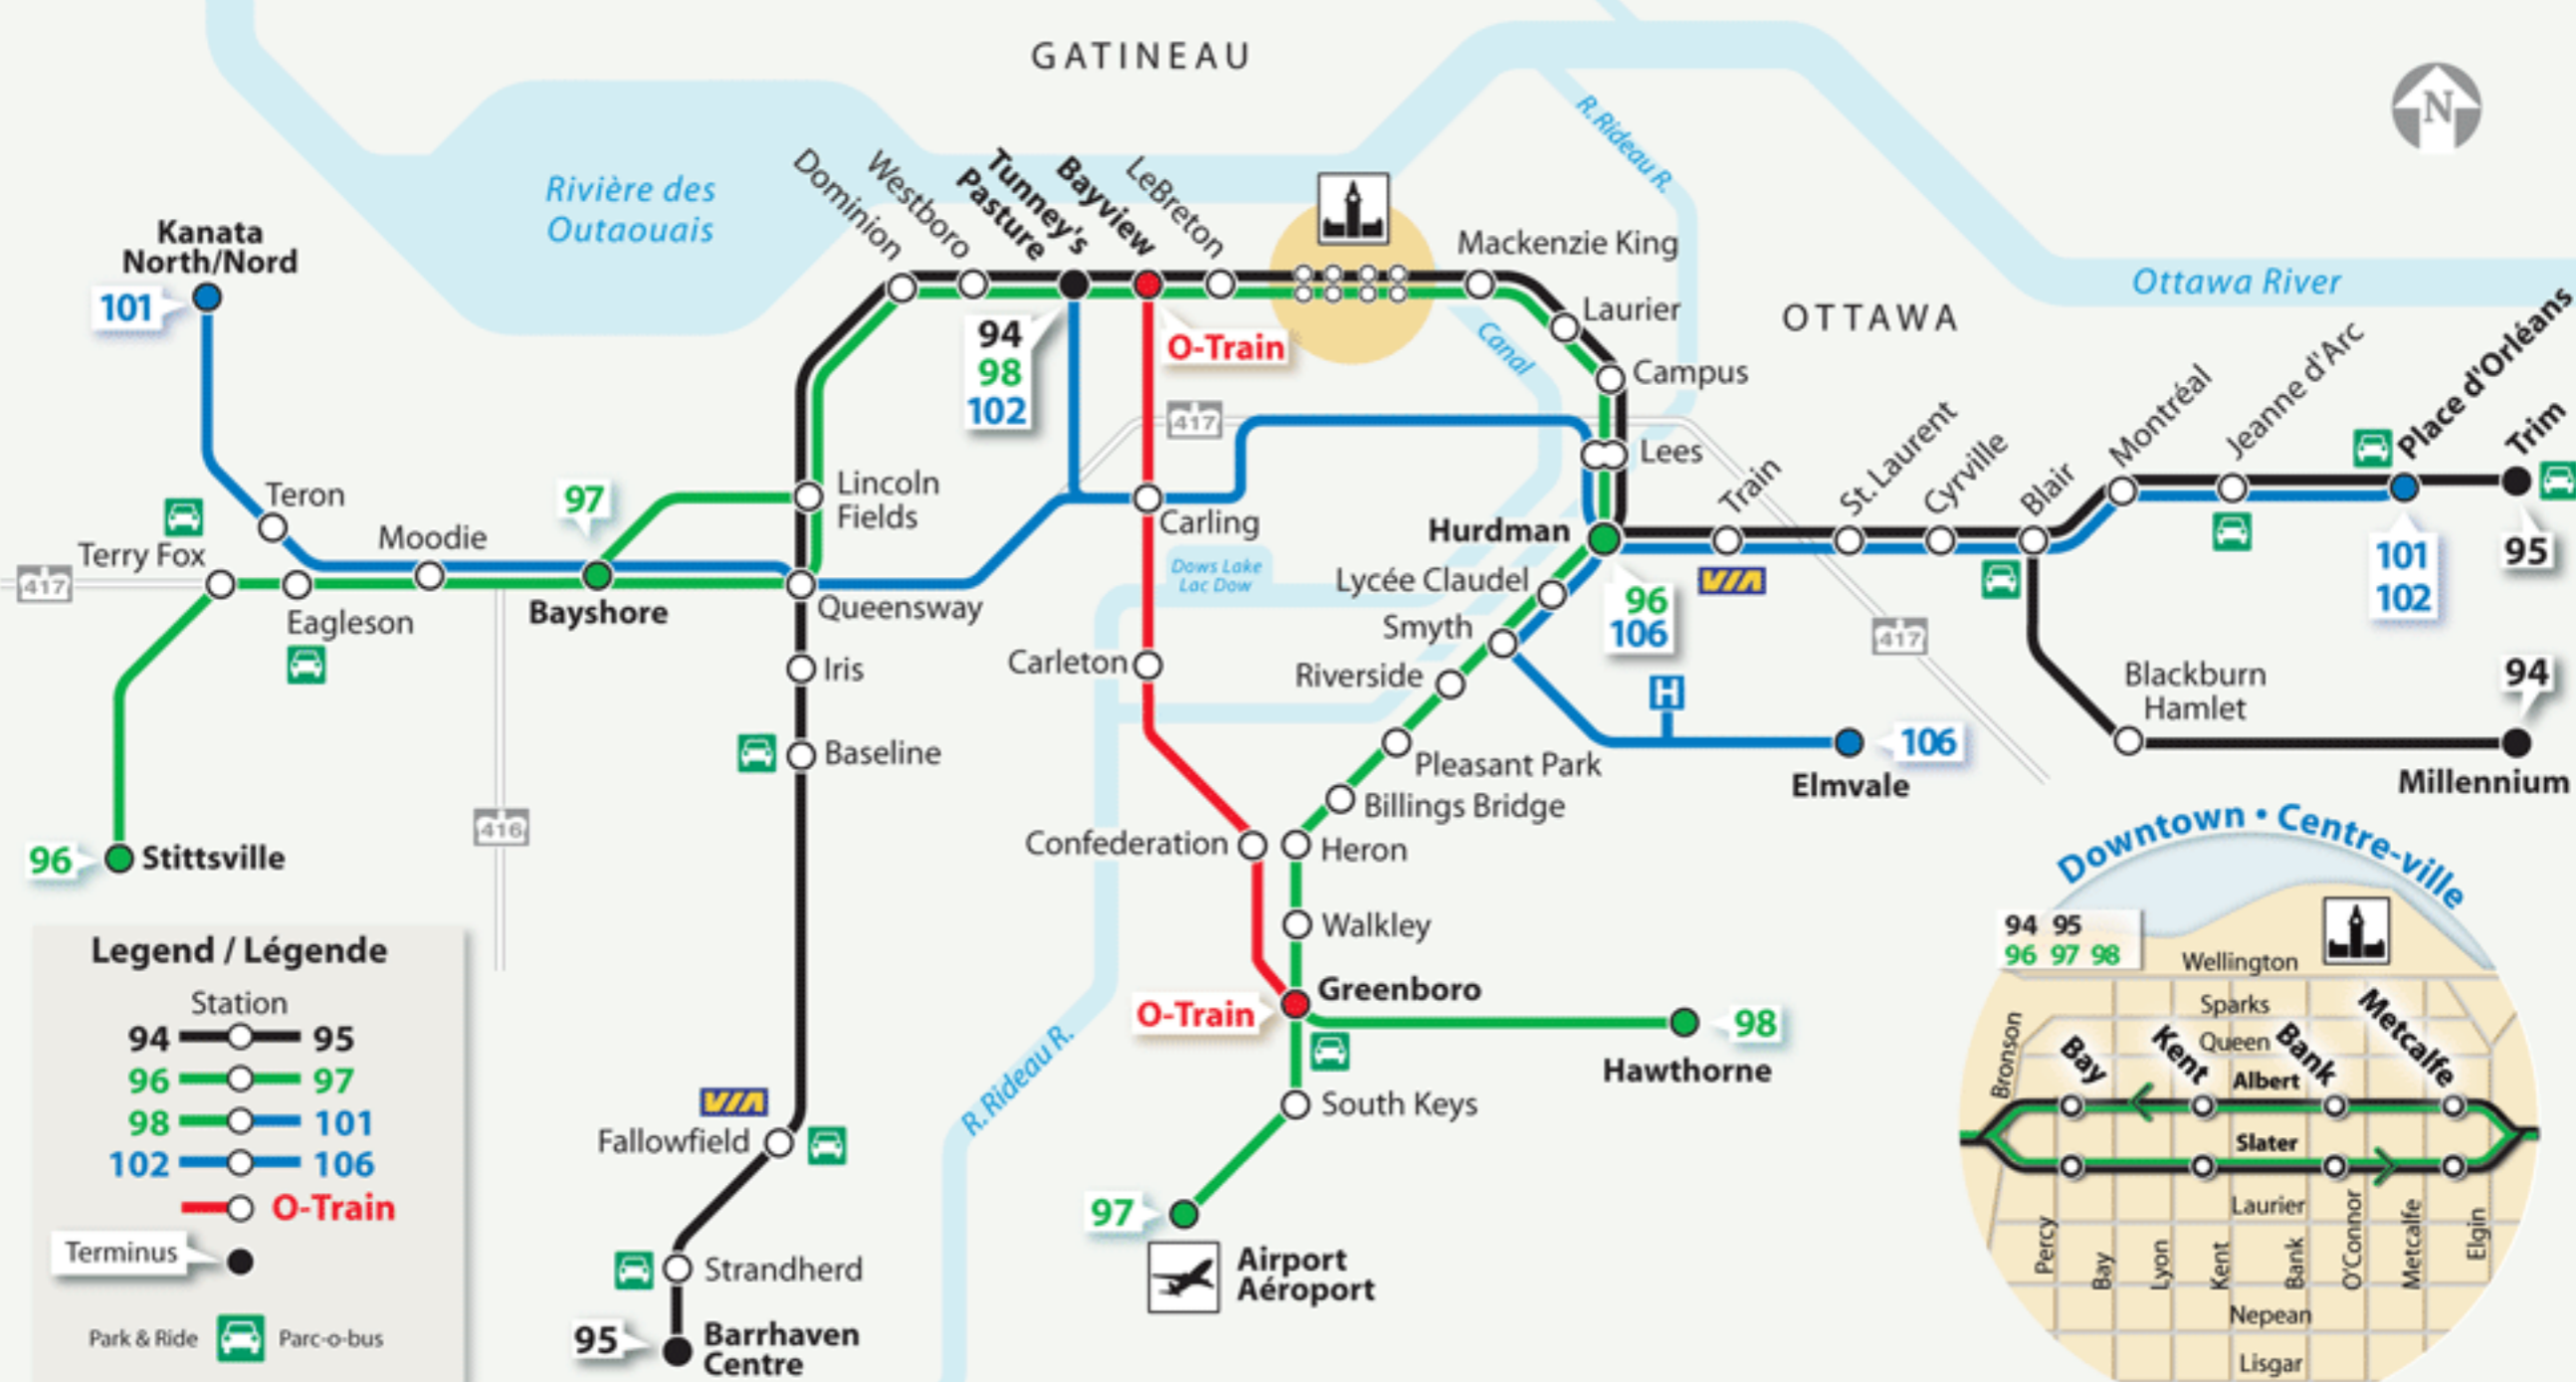 GATINEAU
N
R. Rideau R.
Rivière des
Outaouais
Dominion
Westboro
Tunney's
Pasture
Bayview
LeBreton
Mackenzie King
Kanata
North/Nord
101
94
98
102
O-Train
Laurier
OTTAWA
Ottawa River
Canal
Campus
417
Lees
Train
St. Laurent
Cyrville
Blair
Montréal
Jeanne d'Arc
Place d'Orléans
Trim
Teron
97
Lincoln
Fields
Carling
Hurdman
101
102
95
Terry Fox
Moodie
417
Eagleson
Bayshore
Queensway
Dows Lake
Lac Dow
Lycée Claudel
96
106
VIA
417
Smyth
Iris
Carleton
Riverside
H
Blackburn
Hamlet
94
Baseline
Pleasant Park
106
Elmvale
Millennium
416
Billings Bridge
Confederation
Heron
96
Stittsville
Walkley
Greenboro
O-Train
98
Hawthorne
R. Rideau R.
South Keys
VIA
Fallowfield
97
Airport
Aéroport
Strandherd
95
Barrhaven
Centre
Legend / Légende
Station
94 95
96 97
98 101
102 106
O-Train
Terminus
Park & Ride Parc-o-bus
Downtown • Centre-ville
94 95
96 97 98
Wellington
Sparks
Queen
Bronson
Bay
Kent
Bank
Metcalfe
Albert
Slater
Laurier
Percy
Bay
Lyon
Kent
Bank
O'Connor
Metcalfe
Elgin
Nepean
Lisgar